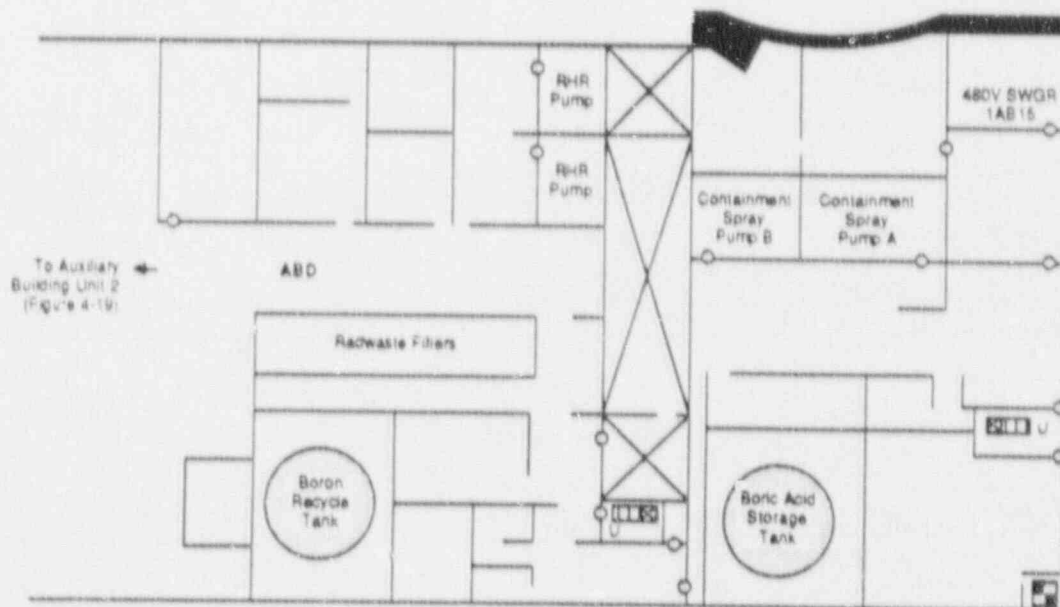 RHR
Pump
480V SWGR
1AB15
RHR
Pump
Containment
Spray
Pump B
Containment
Spray
Pump A
To Auxiliary
Building Unit 2
(Figure 4-19)
ABD
Radwaste Filters
U
Boron
Recycle
Tank
Boric Acid
Storage
Tank
U